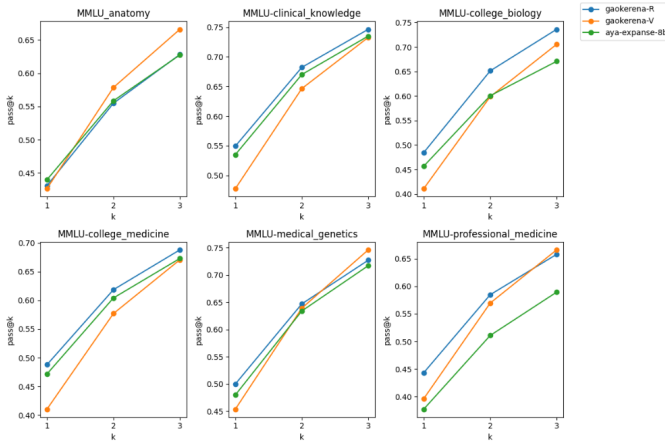 MMLU_anatomy
0.65
0.60
0.55
0.50
0.45
pass@k
1 2 3
k
MMLU-clinical_knowledge
0.75
0.70
0.65
0.60
0.55
0.50
pass@k
1 2 3
k
MMLU-college_biology
0.75
0.70
0.65
0.60
0.55
0.50
0.45
0.40
pass@k
1 2 3
k
gaokerena-R
gaokerena-V
aya-expanse-8b
MMLU-college_medicine
0.70
0.65
0.60
0.55
0.50
0.45
0.40
pass@k
1 2 3
k
MMLU-medical_genetics
0.75
0.70
0.65
0.60
0.55
0.50
0.45
pass@k
1 2 3
k
MMLU-professional_medicine
0.65
0.60
0.55
0.50
0.45
0.40
pass@k
1 2 3
k